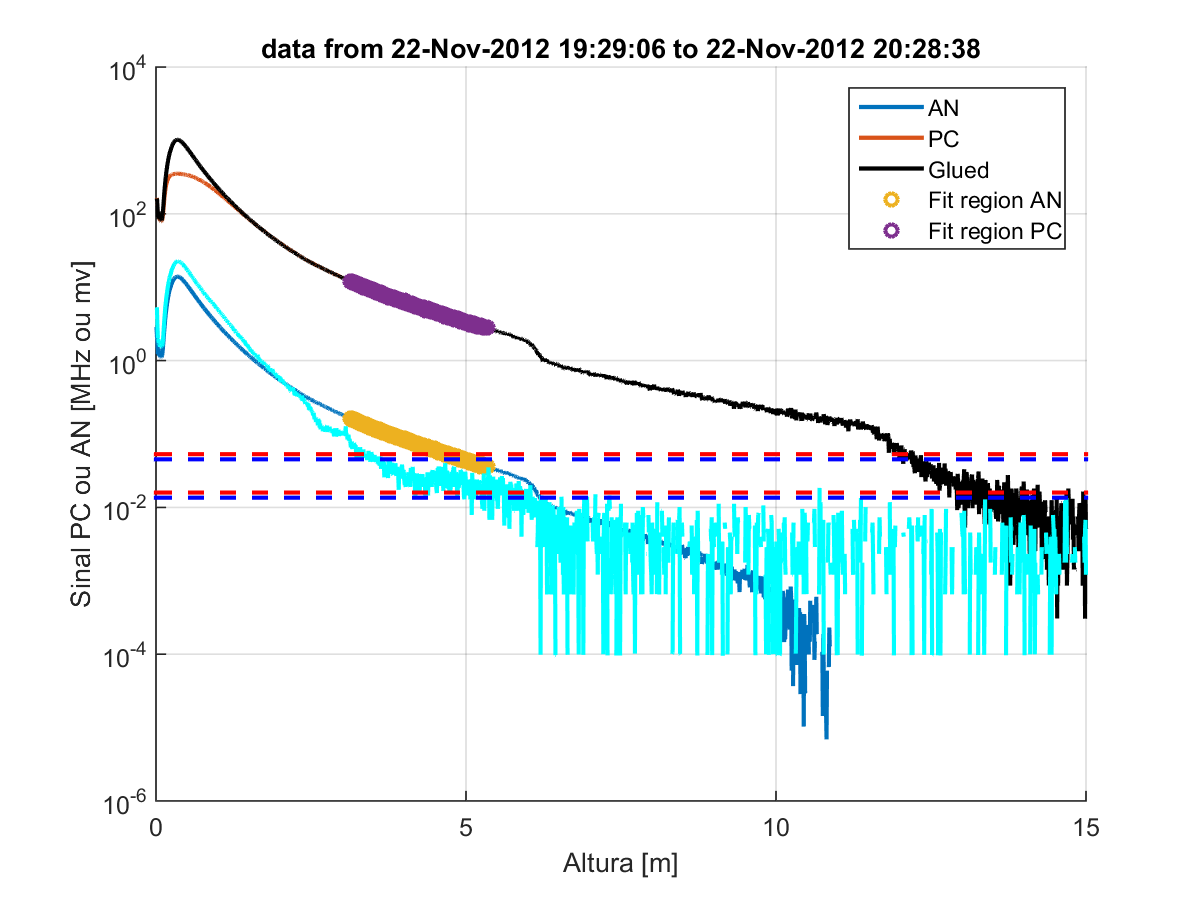 data from 22-Nov-2012 19:29:06 to 22-Nov-2012 20:28:38
Sinal PC ou AN [MHz ou mv]
10^4
10^2
10^0
10^-2
10^-4
10^-6
AN
PC
Glued
Fit region AN
Fit region PC
0 5 10 15
Altura [m]